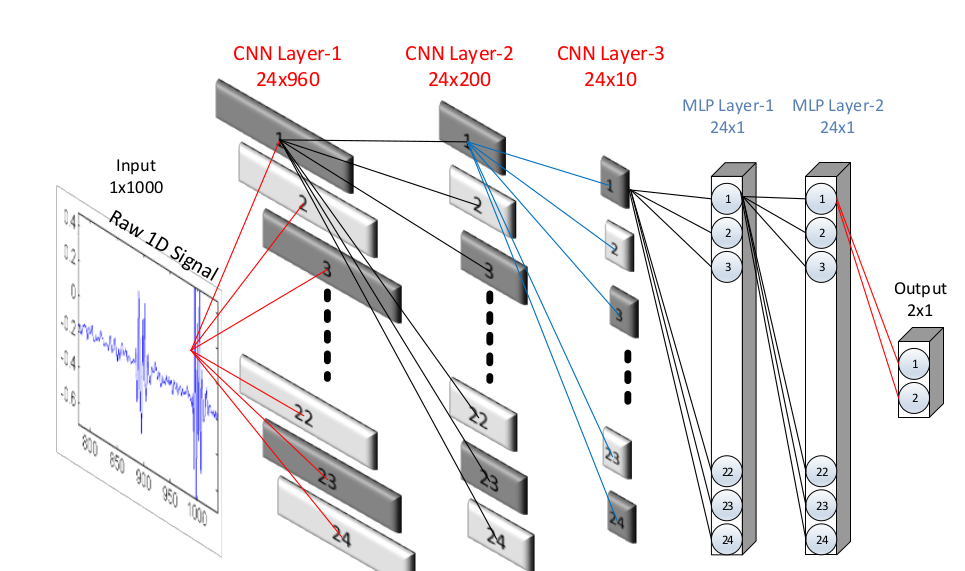 CNN Layer-1
24x960
CNN Layer-2
24x200
CNN Layer-3
24x10
MLP Layer-1
24x1
MLP Layer-2
24x1
Input
1x1000
Raw 1D Signal
0.4
0.2
0
-0.2
-0.4
-0.6
800
850
900
950
1000
1
2
3
22
23
24
1
2
3
22
23
24
1
2
3
23
24
1
2
3
22
23
24
1
2
3
22
23
24
Output
2x1
1
2